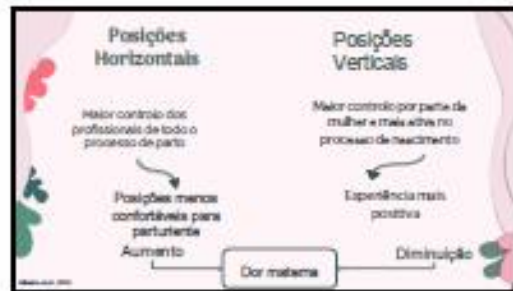 Posições
Horizontais
Maior controlo dos
profissionais de todo o
processo de parto
Posições menos
confortáveis para
parturiente
Aumento
Posições
Verticais
Maior controlo por parte da
mulher e mais ativa no
processo de nascimento
Experiência mais
positiva
Diminuição
Dor materna